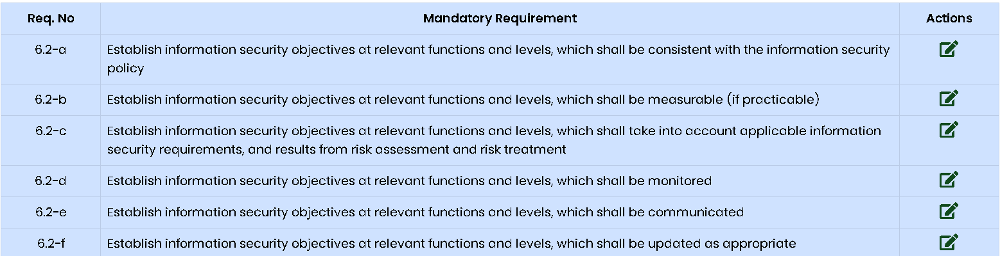 Req. No Mandatory Requirement Actions
6.2-a Establish information security objectives at relevant functions and levels, which shall be consistent with the information security
policy
6.2-b Establish information security objectives at relevant functions and levels, which shall be measurable (if practicable)
6.2-c Establish information security objectives at relevant functions and levels, which shall take into account applicable information
security requirements, and results from risk assessment and risk treatment
6.2-d Establish information security objectives at relevant functions and levels, which shall be monitored
6.2-e Establish information security objectives at relevant functions and levels, which shall be communicated
6.2-f Establish information security objectives at relevant functions and levels, which shall be updated as appropriate